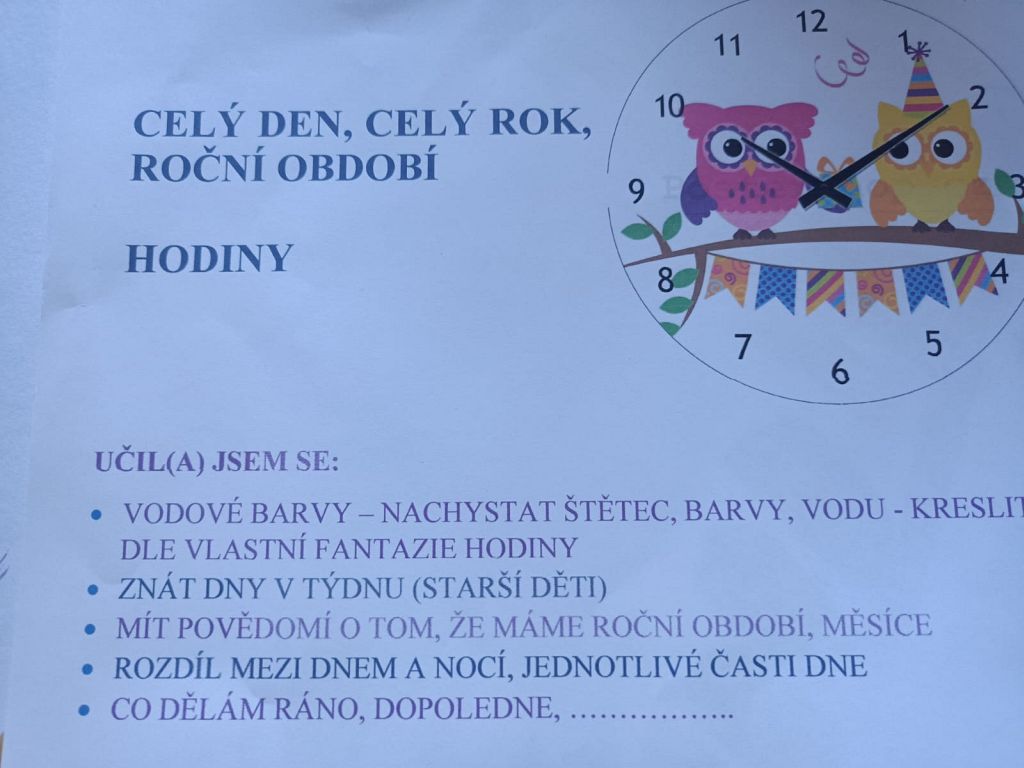 CELÝ DEN, CELÝ ROK,
ROČNÍ OBDOBÍ
HODINY
12
11
1
10
2
9
3
8
4
7
5
6
UČIL(A) JSEM SE:
• VODOVÉ BARVY – NACHYSTAT ŠTĚTEC, BARVY, VODU - KRESLIT
DLE VLASTNÍ FANTAZIE HODINY
• ZNÁT DNY V TÝDNU (STARŠÍ DĚTI)
• MÍT POVĚDOMÍ O TOM, ŽE MÁME ROČNÍ OBDOBÍ, MĚSÍCE
• ROZDÍL MEZI DNEM A NOCÍ, JEDNOTLIVÉ ČASTI DNE
• CO DĚLÁM RÁNO, DOPOLEDNE, ……………..